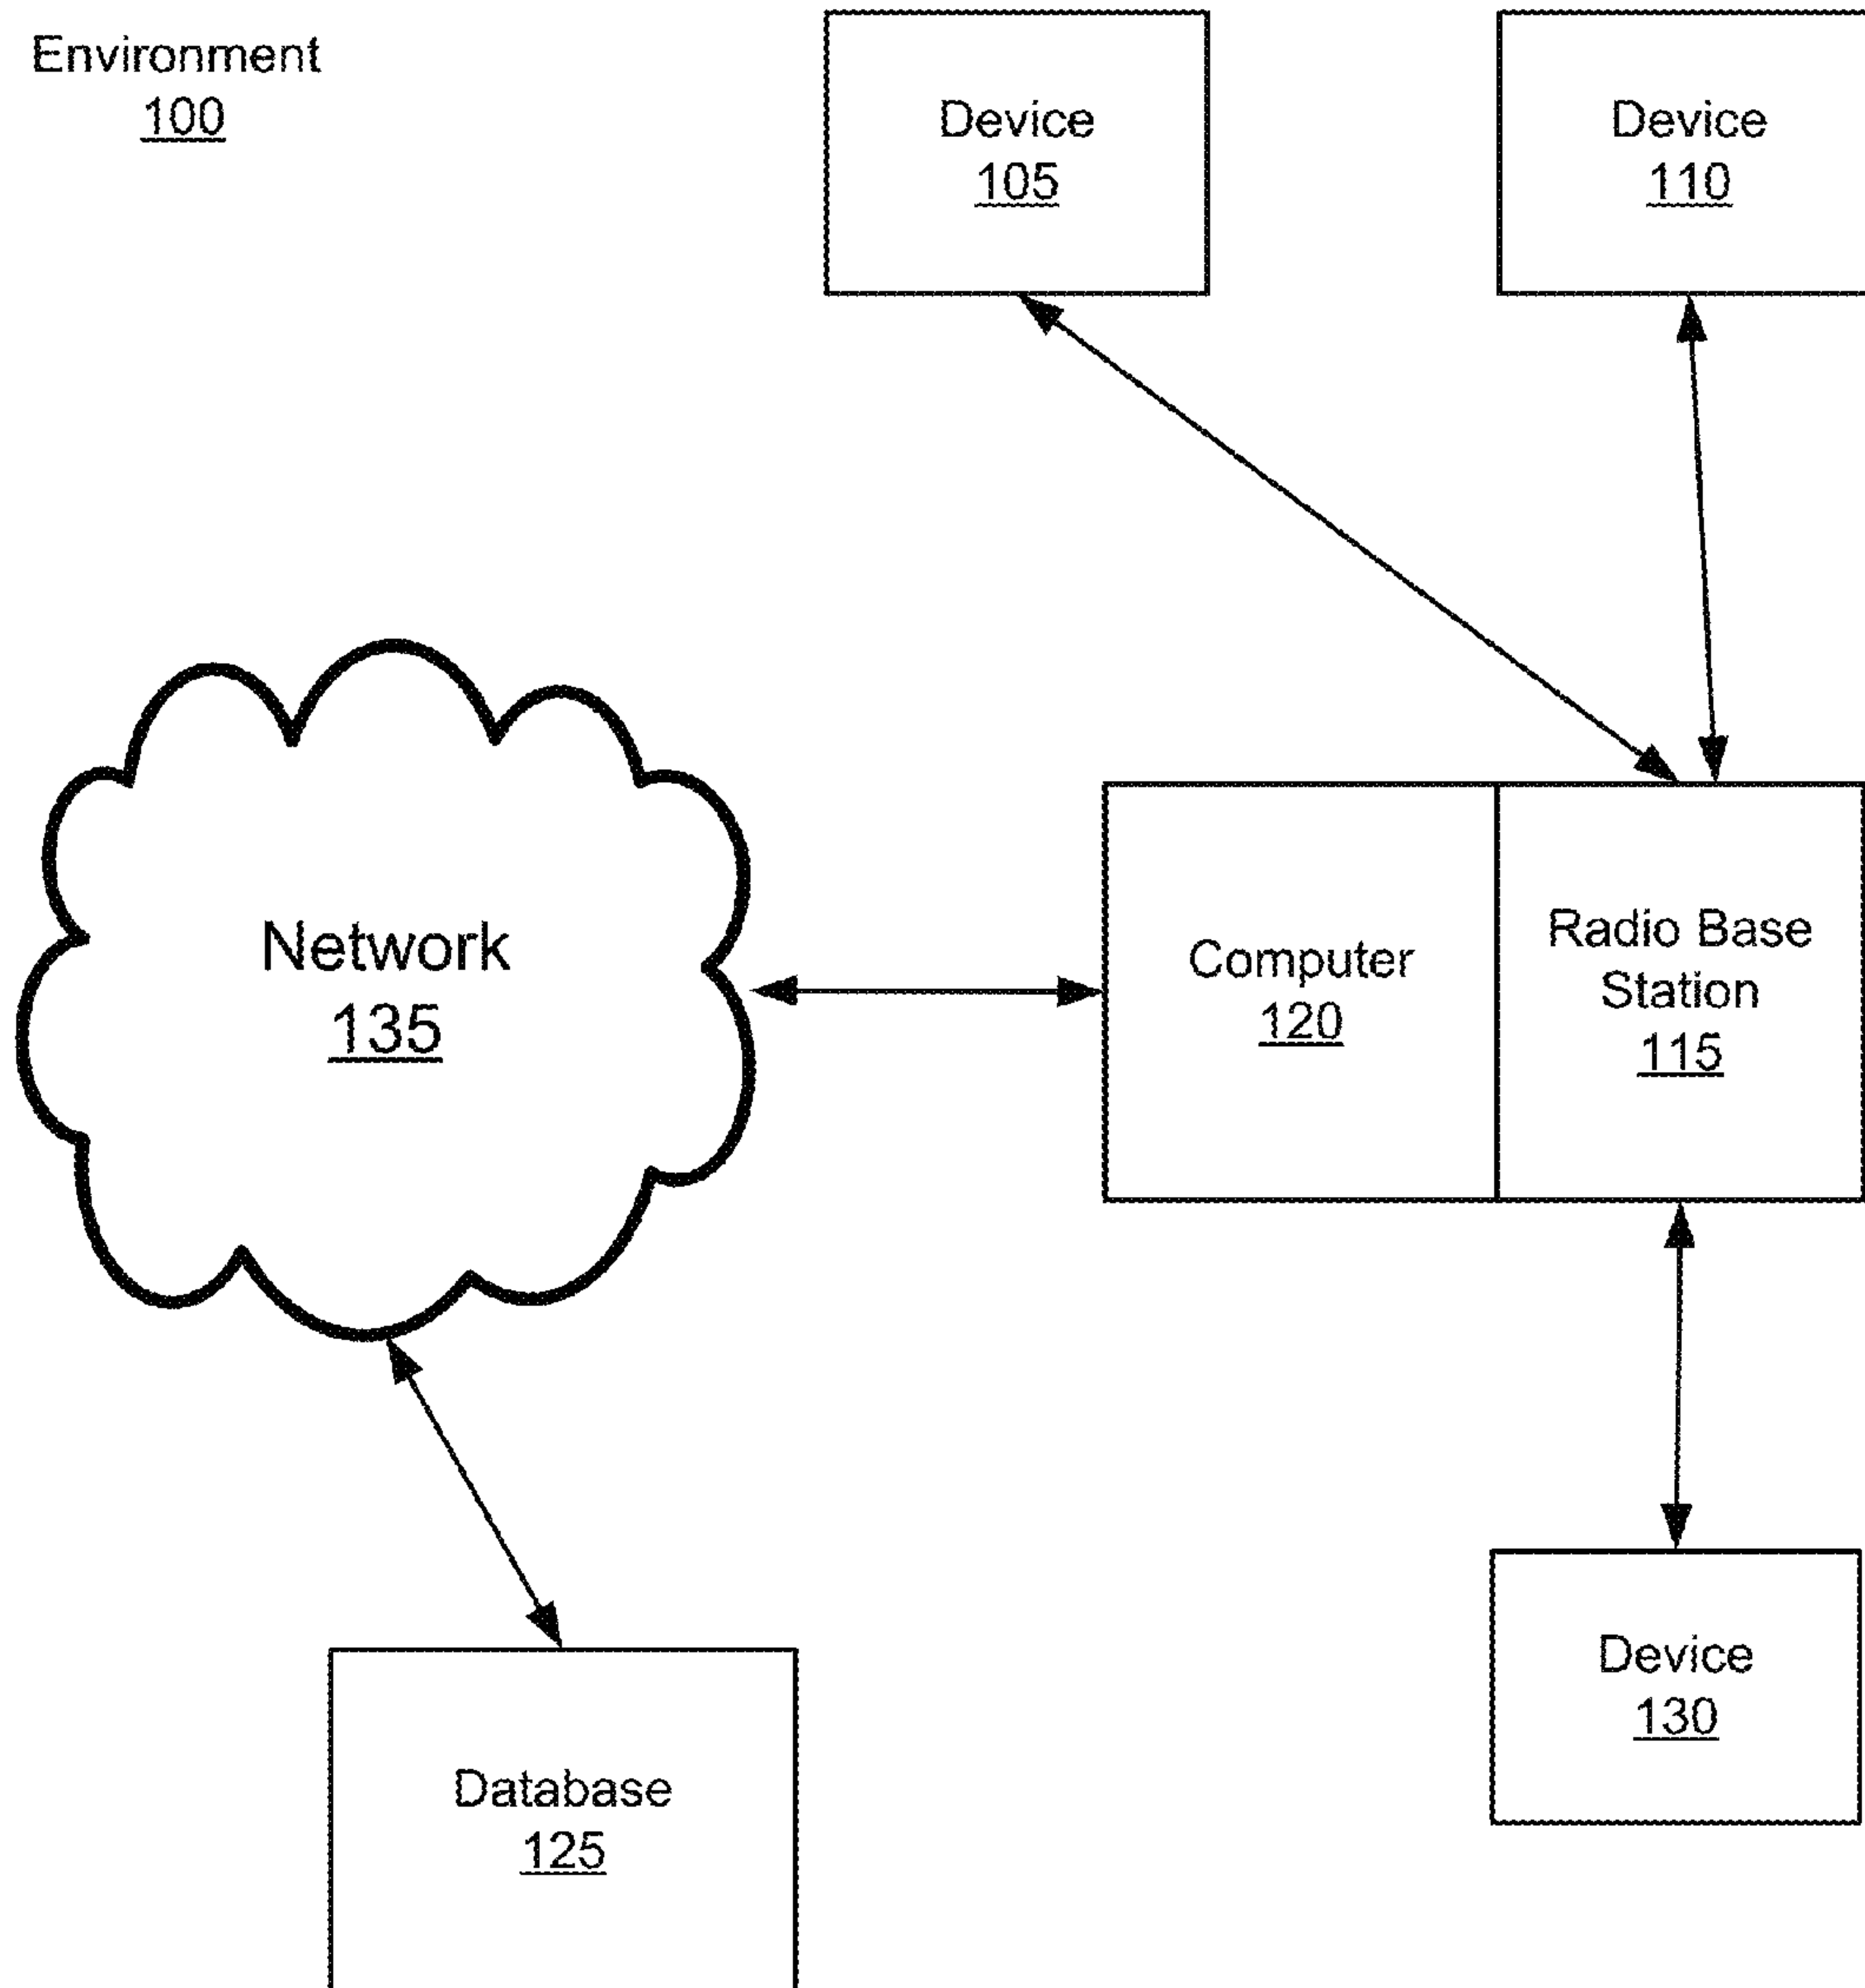 Environment
100
Device
105
Device
110
Network
135
Computer
120
Radio Base
Station
115
Database
125
Device
130